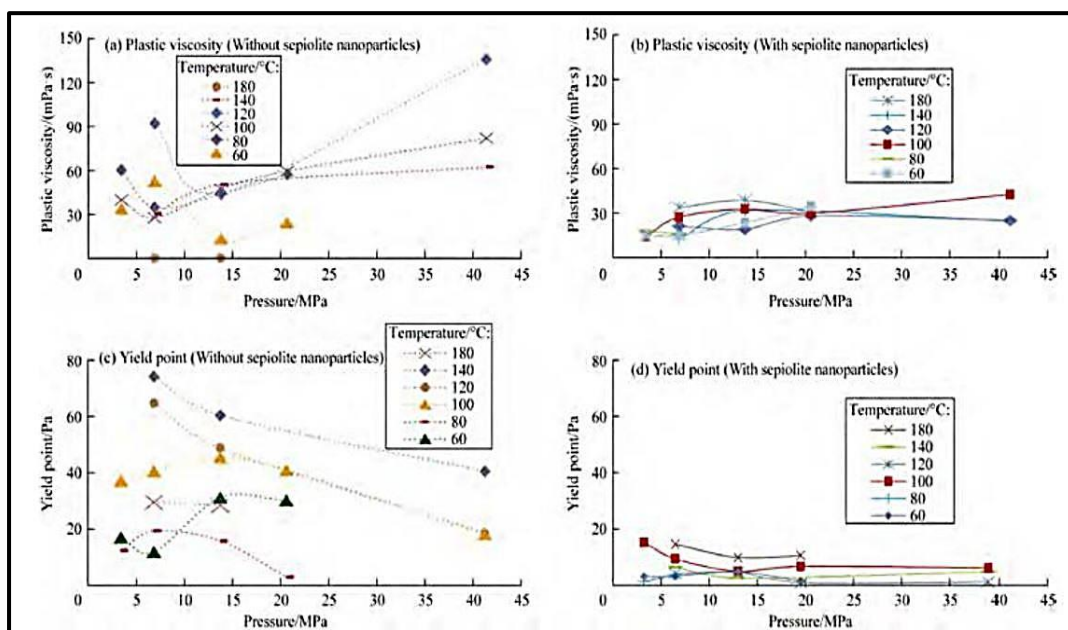 (a) Plastic viscosity (Without sepiolite nanoparticles)
Plastic viscosity/(mPa·s)
150
120
90
60
30
0
Temperature/°C:
180
140
120
100
80
60
0 5 10 15 20 25 30 35 40 45
Pressure/MPa
(b) Plastic viscosity (With sepiolite nanoparticles)
Plastic viscosity/(mPa·s)
150
120
90
60
30
Temperature/°C:
180
140
120
100
80
60
0 5 10 15 20 25 30 35 40 45
Pressure/MPa
(c) Yield point (Without sepiolite nanoparticles)
Yield point/Pa
80
60
40
20
Temperature/°C:
180
140
120
100
80
60
0 5 10 15 20 25 30 35 40 45
Pressure/MPa
(d) Yield point (With sepiolite nanoparticles)
Yield point/Pa
80
60
40
20
Temperature/°C:
180
140
120
100
80
60
0 5 10 15 20 25 30 35 40 45
Pressure/MPa